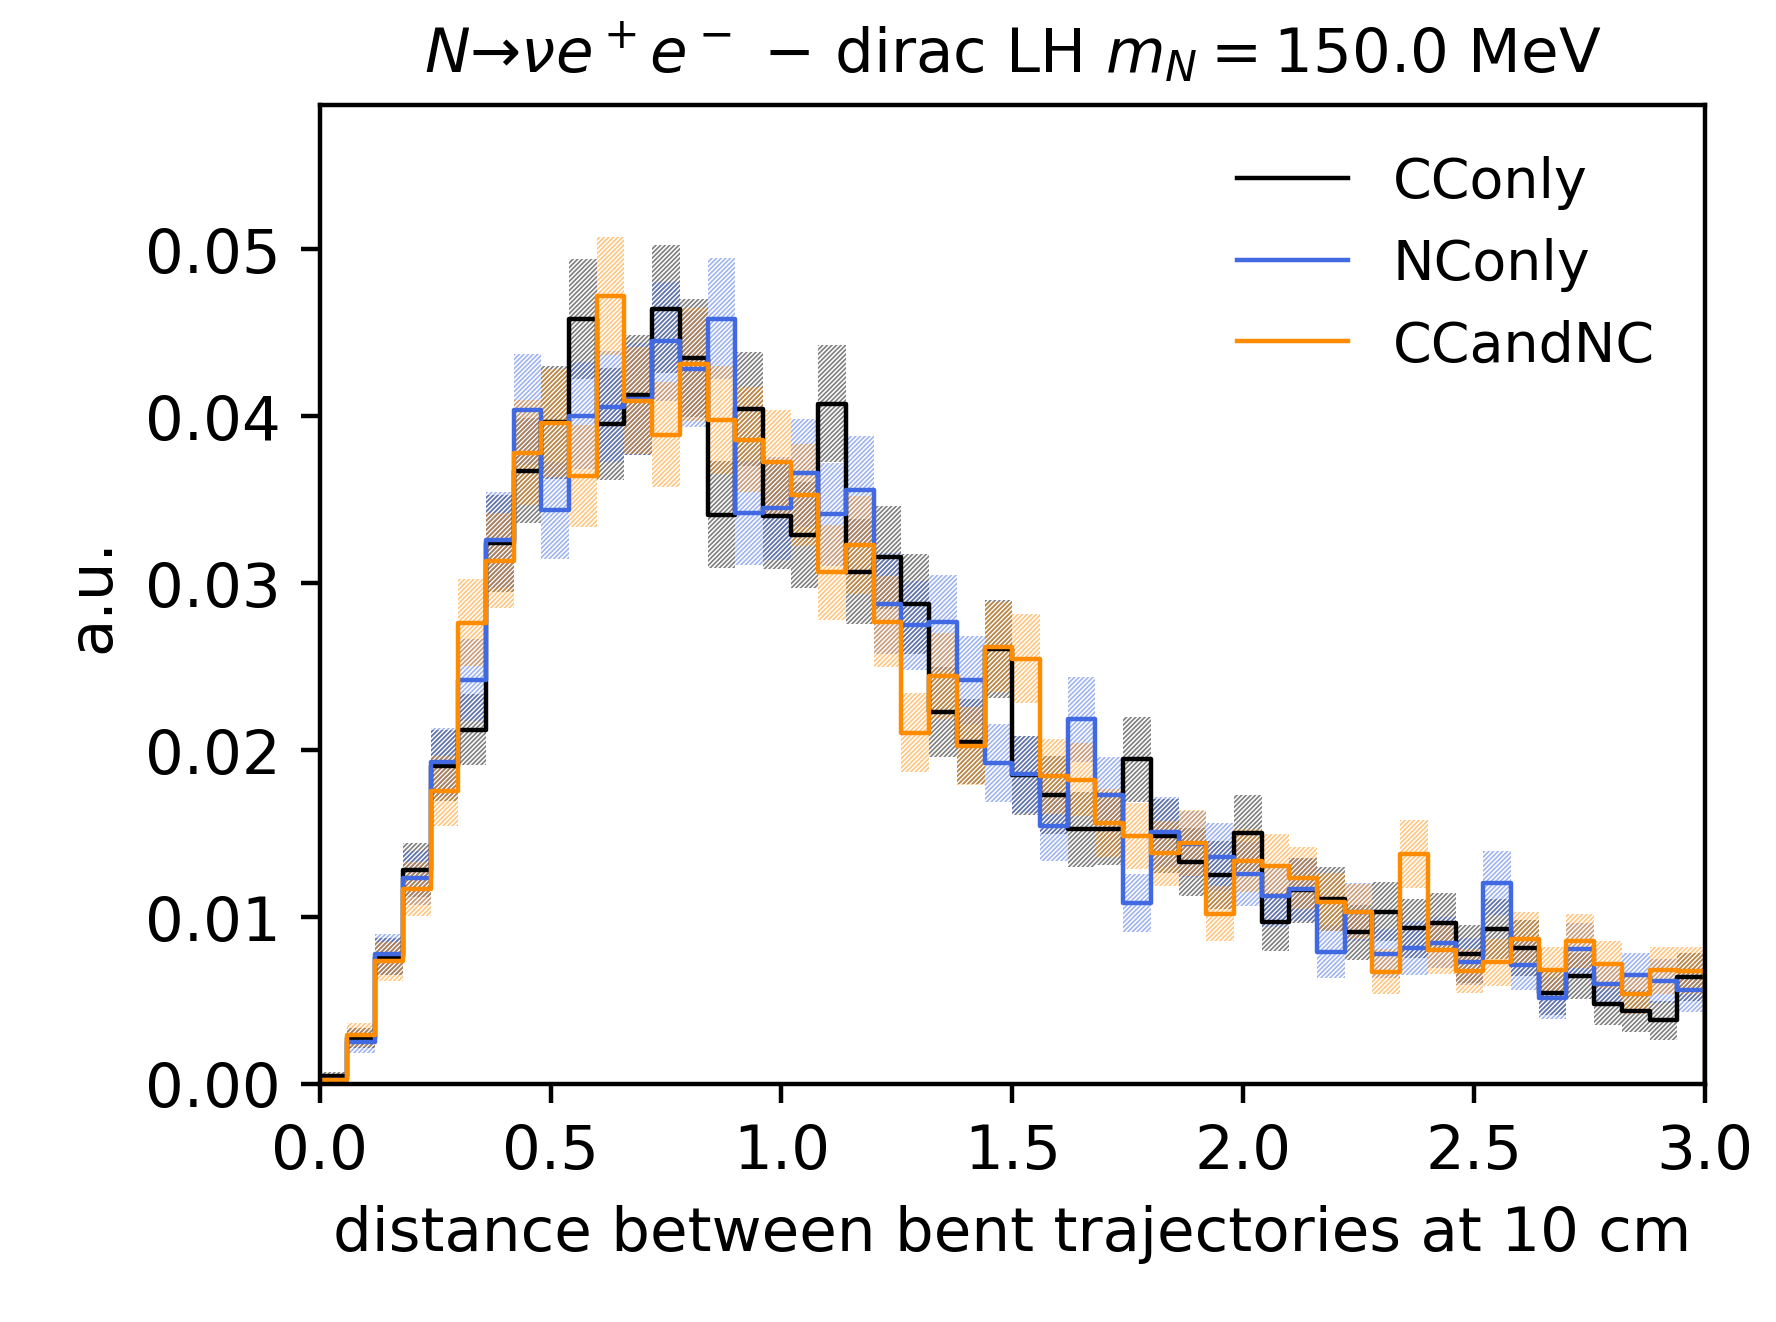 N→νe⁺e⁻ − dirac LH m_N = 150.0 MeV
CConly
NConly
CCandNC
a.u.
0.05
0.04
0.03
0.02
0.01
0.00
0.0 0.5 1.0 1.5 2.0 2.5 3.0
distance between bent trajectories at 10 cm